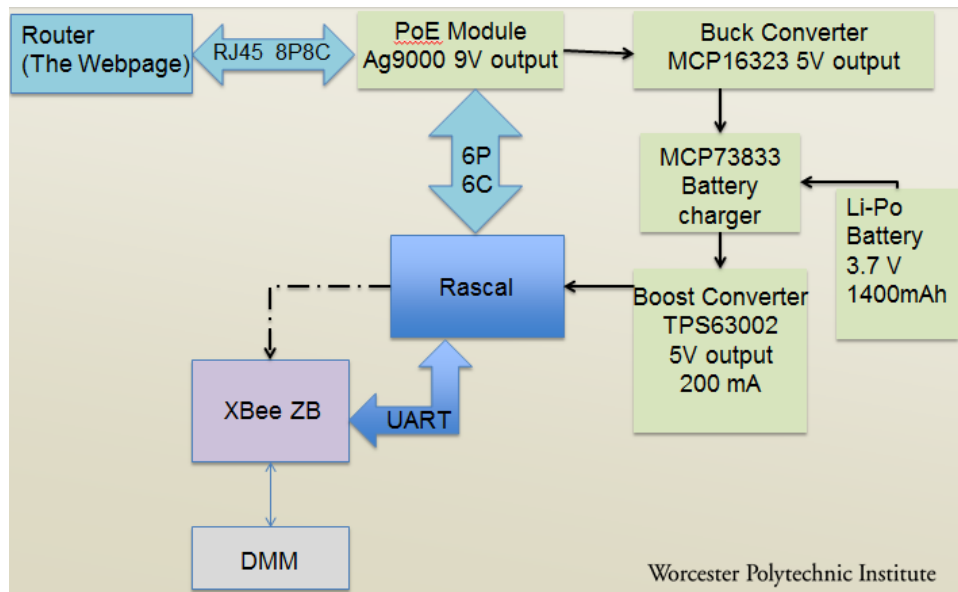 Router
(The Webpage)
RJ45 8P8C
PoE Module
Ag9000 9V output
Buck Converter
MCP16323 5V output
6P
6C
MCP73833
Battery
charger
Li-Po
Battery
3.7 V
1400mAh
Rascal
Boost Converter
TPS63002
5V output
200 mA
XBee ZB
UART
DMM
Worcester Polytechnic Institute